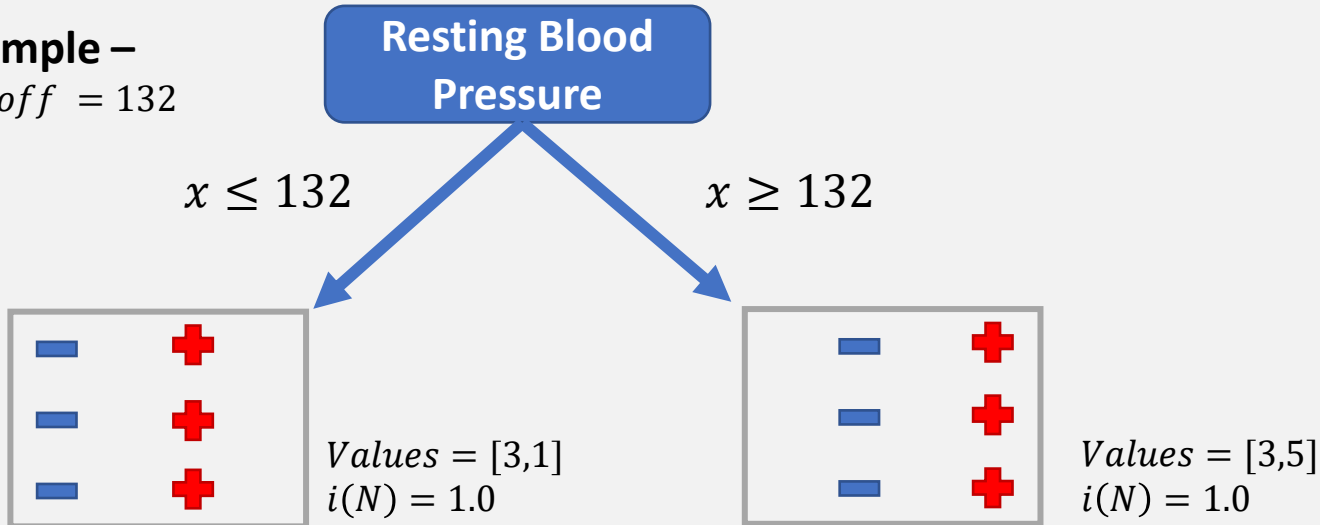 mple –
off = 132
Resting Blood
Pressure
x ≤ 132
x ≥ 132
Values = [3,1]
i(N) = 1.0
Values = [3,5]
i(N) = 1.0